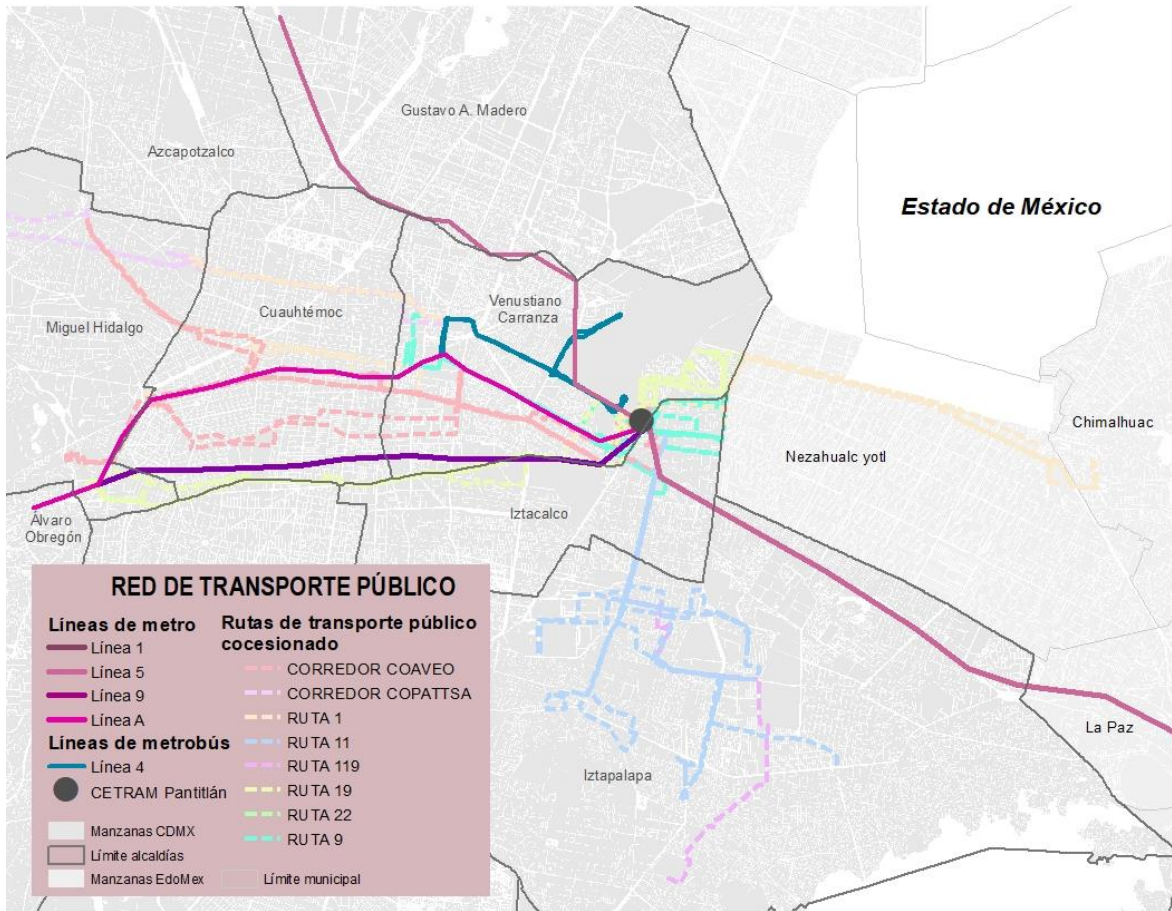 Gustavo A. Madero
Azcapotzalco
Estado de México
Venustiano
Carranza
Cuauhtémoc
Miguel Hidalgo
Chimalhuac
Nezahualc yotl
Iztacalco
Álvaro
Obregón
La Paz
Iztapalapa
RED DE TRANSPORTE PÚBLICO
Líneas de metro
Línea 1
Línea 5
Línea 9
Línea A
Líneas de metrobús
Línea 4
CETRAM Pantitlán
Manzanas CDMX
Límite alcaldías
Manzanas EdoMex
Rutas de transporte público
cocesionado
CORREDOR COAVEO
CORREDOR COPATTSA
RUTA 1
RUTA 11
RUTA 119
RUTA 19
RUTA 22
RUTA 9
Límite municipal